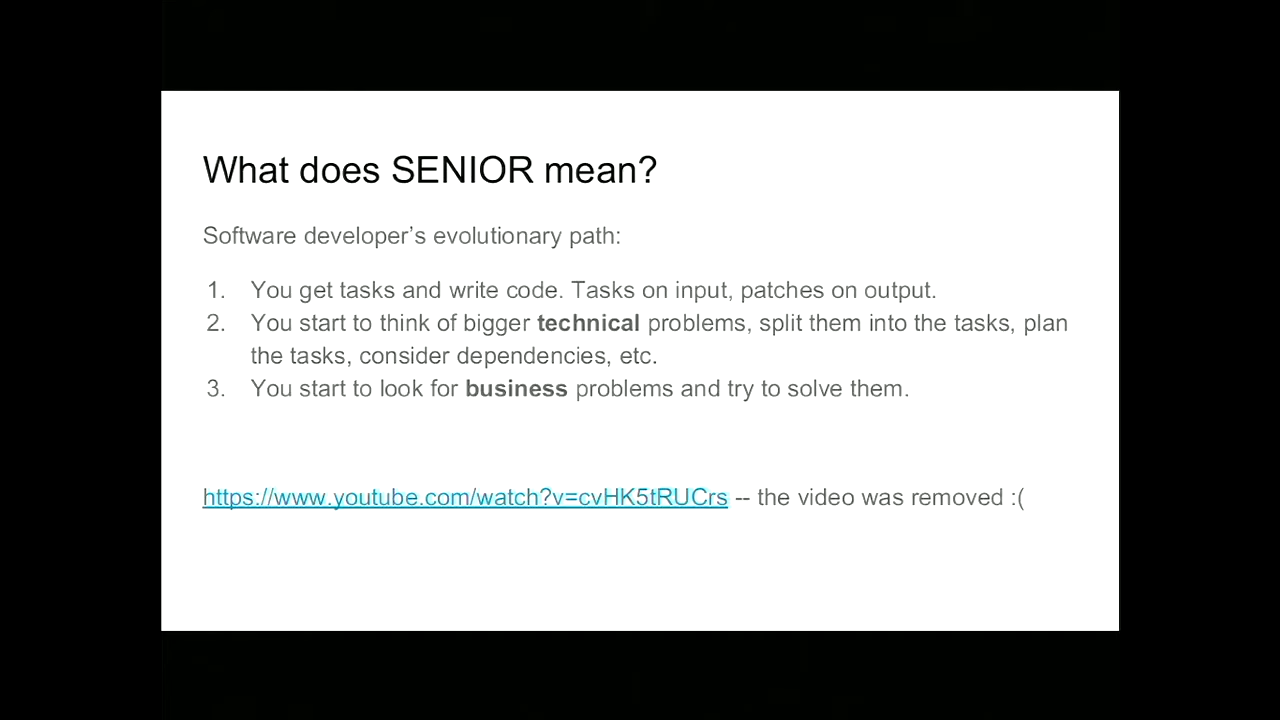 What does SENIOR mean?
Software developer’s evolutionary path:
1. You get tasks and write code. Tasks on input, patches on output.
2. You start to think of bigger technical problems, split them into the tasks, plan
the tasks, consider dependencies, etc.
3. You start to look for business problems and try to solve them.
https://www.youtube.com/watch?v=cvHK5tRUCrs -- the video was removed :(